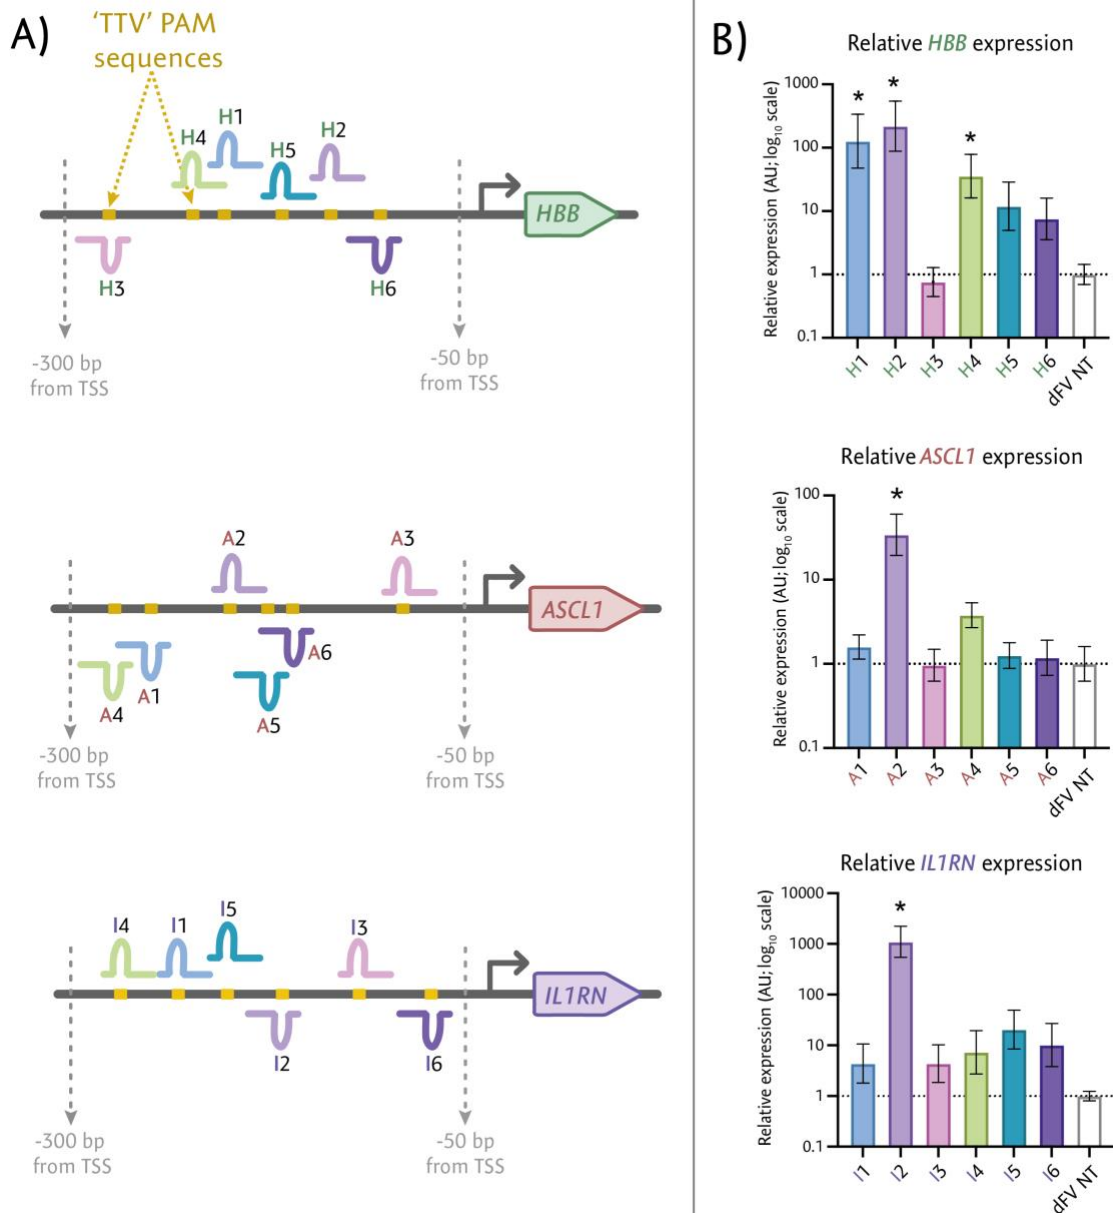 A)
‘TTV’ PAM
sequences
H4
H1
H5
H2
H3
H6
HBB
-300 bp
from TSS
-50 bp
from TSS
A2
A3
A4
A1
A5
A6
ASCL1
-300 bp
from TSS
-50 bp
from TSS
I4
I1
I5
I3
I2
I6
IL1RN
-300 bp
from TSS
-50 bp
from TSS
B)
Relative HBB expression
Relative expression (AU; log10 scale)
1000
100
10
1
0.1
*
*
*
H1
H2
H3
H4
H5
H6
dFV NT
Relative ASCL1 expression
Relative expression (AU; log10 scale)
100
10
1
0.1
*
A1
A2
A3
A4
A5
A6
dFV NT
Relative IL1RN expression
Relative expression (AU; log10 scale)
10000
1000
100
10
1
0.1
*
I1
I2
I3
I4
I5
I6
dFV NT